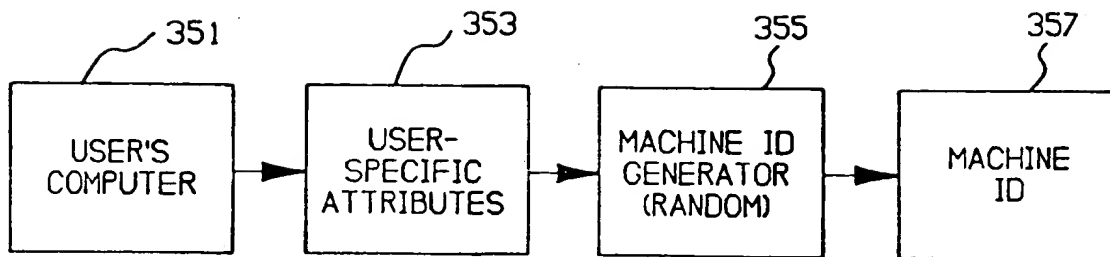 351
353
355
357
USER'S
COMPUTER
USER-
SPECIFIC
ATTRIBUTES
MACHINE ID
GENERATOR
(RANDOM)
MACHINE
ID